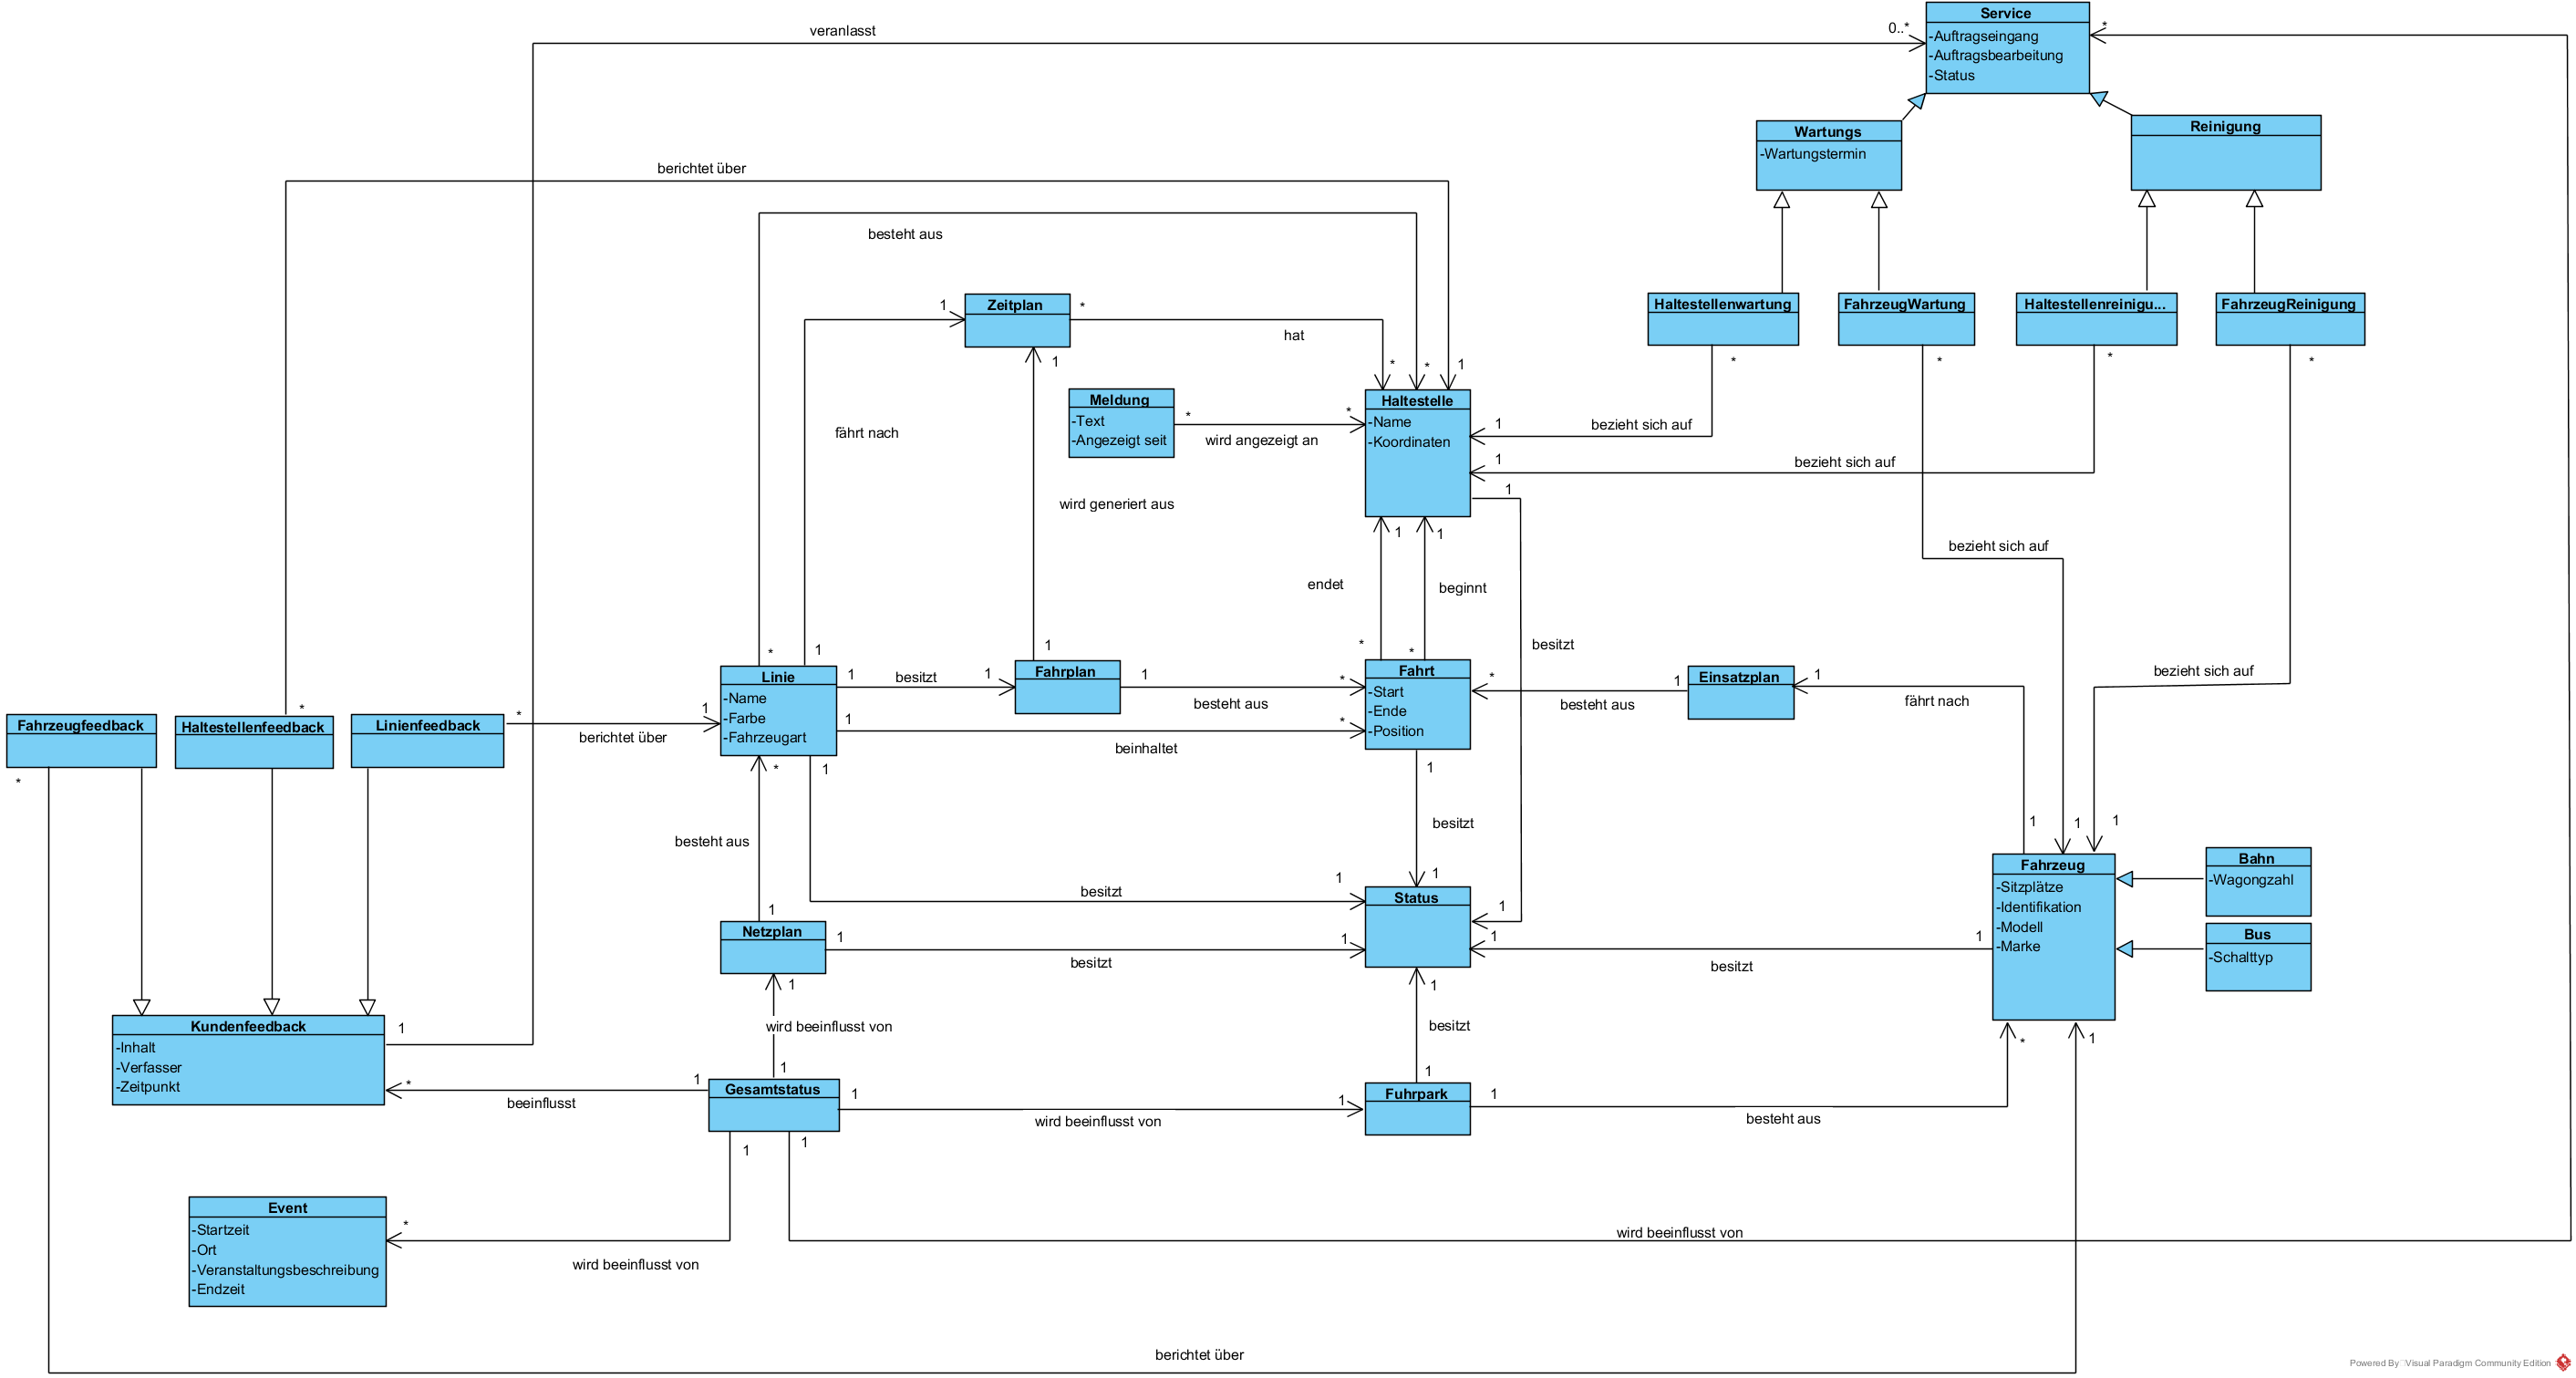 Service
-Auftragseingang
-Auftragsbearbeitung
-Status
veranlasst
0..*
*
Wartungs
-Wartungstermin
Reinigung
berichtet über
besteht aus
Zeitplan
1
*
hat
1
Haltestellenwartung
FahrzeugWartung
Haltestellenreinigu...
FahrzeugReinigung
*
*
*
*
*
*
1
Meldung
-Text
-Angezeigt seit
*
wird angezeigt an
*
Haltestelle
-Name
-Koordinaten
1
bezieht sich auf
1
bezieht sich auf
1
fährt nach
wird generiert aus
1
1
bezieht sich auf
endet
beginnt
besitzt
*
1
1
*
*
Linie
-Name
-Farbe
-Fahrzeugart
1
besitzt
1
Fahrplan
1
besteht aus
*
1
beinhaltet
*
Fahrt
-Start
-Ende
-Position
*
besteht aus
1
Einsatzplan
1
fährt nach
bezieht sich auf
Fahrzeugfeedback
Haltestellenfeedback
*
Linienfeedback
*
berichtet über
1
*
*
1
1
besteht aus
besitzt
1
1
1
1
1
besitzt
1
1
Status
Fahrzeug
-Sitzplätze
-Identifikation
-Modell
-Marke
Bahn
-Wagongzahl
Bus
-Schalttyp
1
Netzplan
1
besitzt
1
1
besitzt
1
1
1
wird beeinflusst von
besitzt
Kundenfeedback
-Inhalt
-Verfasser
-Zeitpunkt
1
*
beeinflusst
1
1
Gesamtstatus
1
wird beeinflusst von
1
1
Fuhrpark
1
besteht aus
*
1
1
1
Event
-Startzeit
-Ort
-Veranstaltungsbeschreibung
-Endzeit
*
wird beeinflusst von
wird beeinflusst von
berichtet über
Powered By Visual Paradigm Community Edition